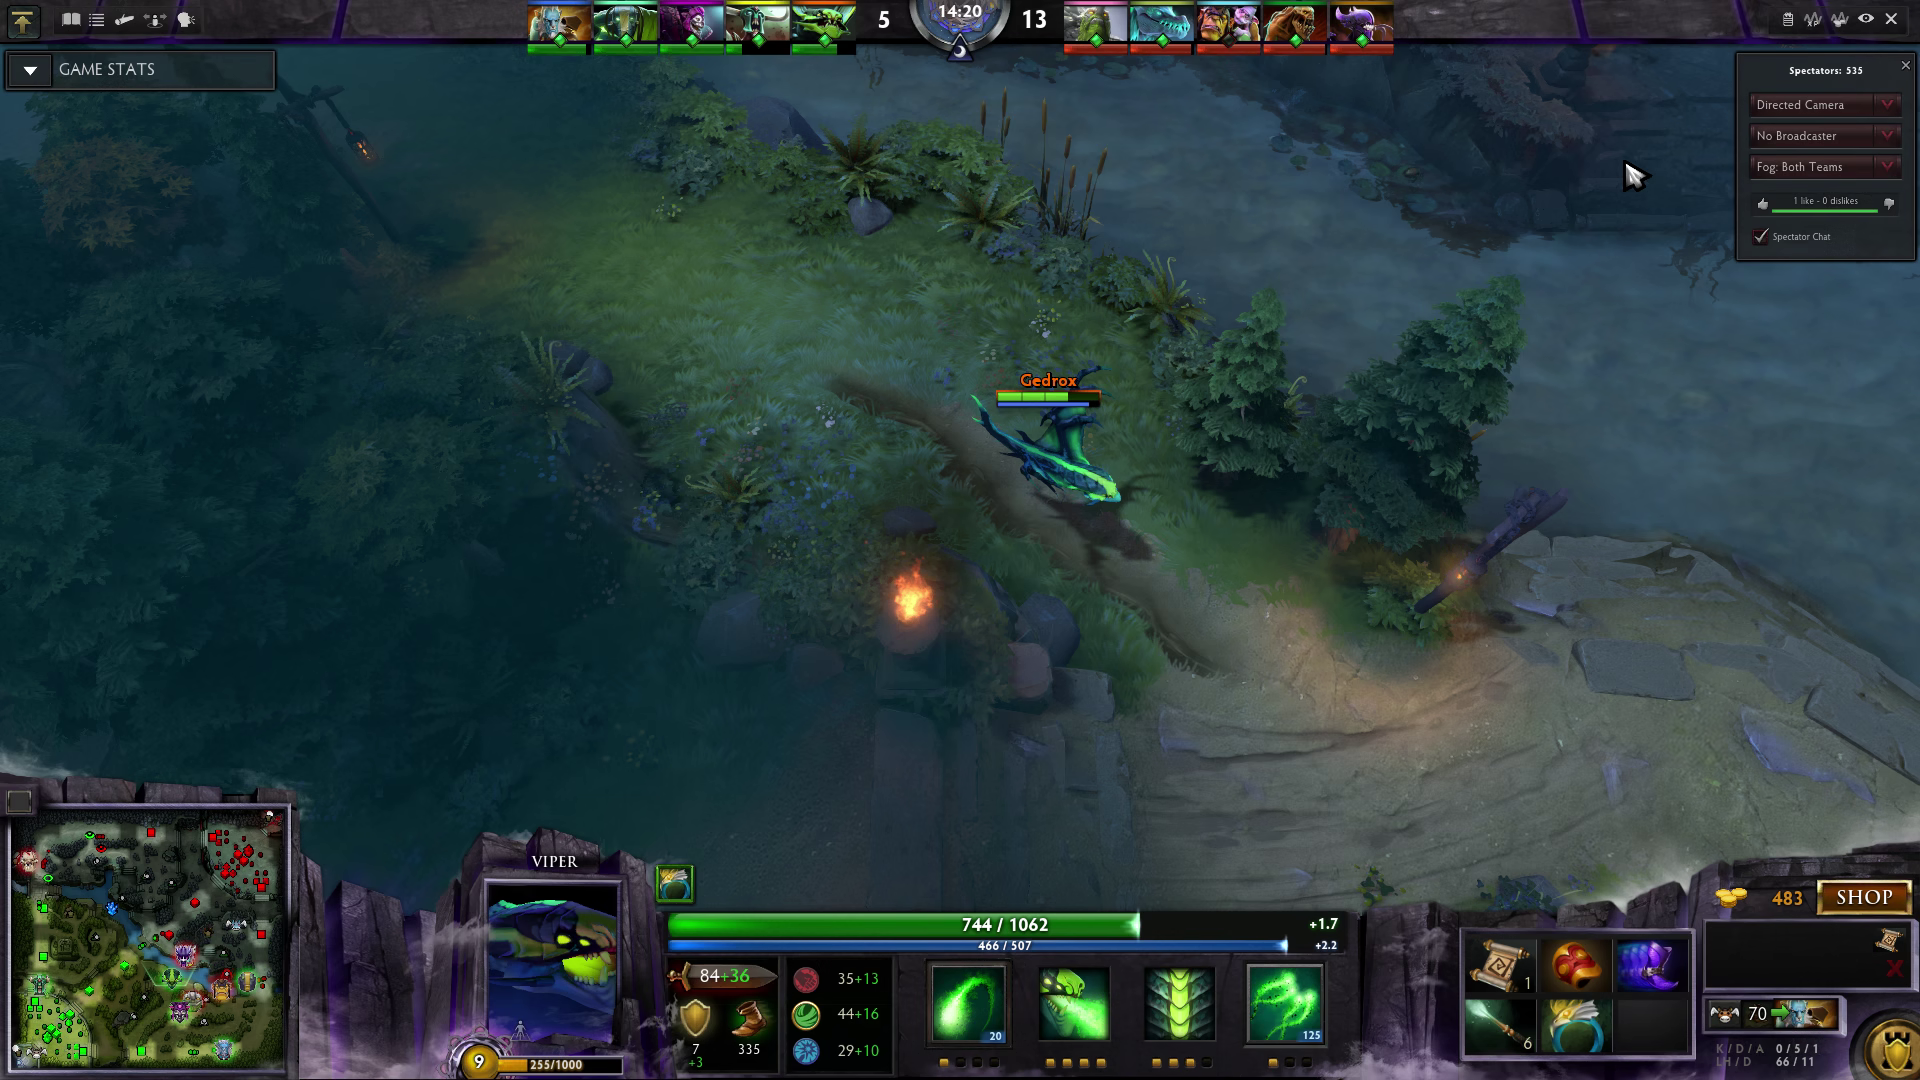 5
14:20
13
GAME STATS
Spectators: 535
Directed Camera
No Broadcaster
Fog: Both Teams
1 like - 0 dislikes
Spectator Chat
Gedrox
VIPER
744 / 1062
+1.7
466 / 507
+2.2
84+36
7
+3
335
35+13
44+16
29+10
20
125
9
255/1000
1
6
483
SHOP
70
K / D / A 0 / 5 / 1
LH / D 66 / 11